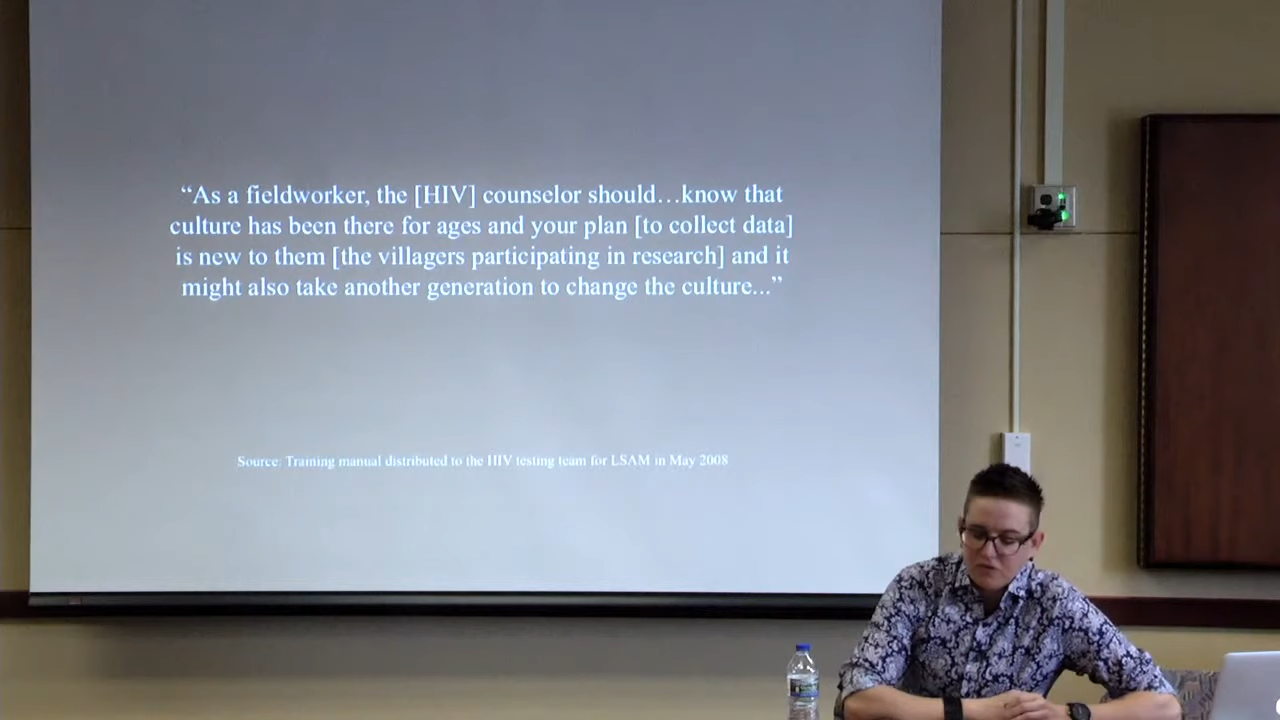 “As a fieldworker, the [HIV] counselor should…know that
culture has been there for ages and your plan [to collect data]
is new to them [the villagers participating in research] and it
might also take another generation to change the culture...”
Source: Training manual distributed to the HIV testing team for LSAM in May 2008